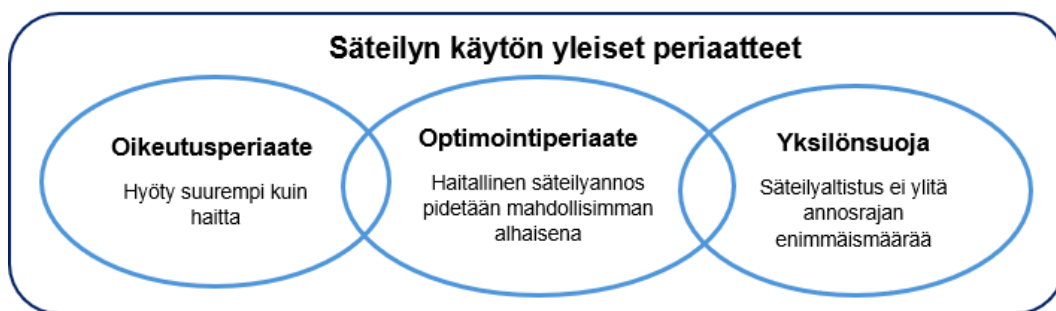 Säteilyn käytön yleiset periaatteet
Oikeutusperiaate
Hyöty suurempi kuin
haitta
Optimointiperiaate
Haitallinen säteilyannos
pidetään mahdollisimman
alhaisena
Yksilönsuoja
Säteilyaltistus ei ylitä
annosrajan
enimmäismäärää